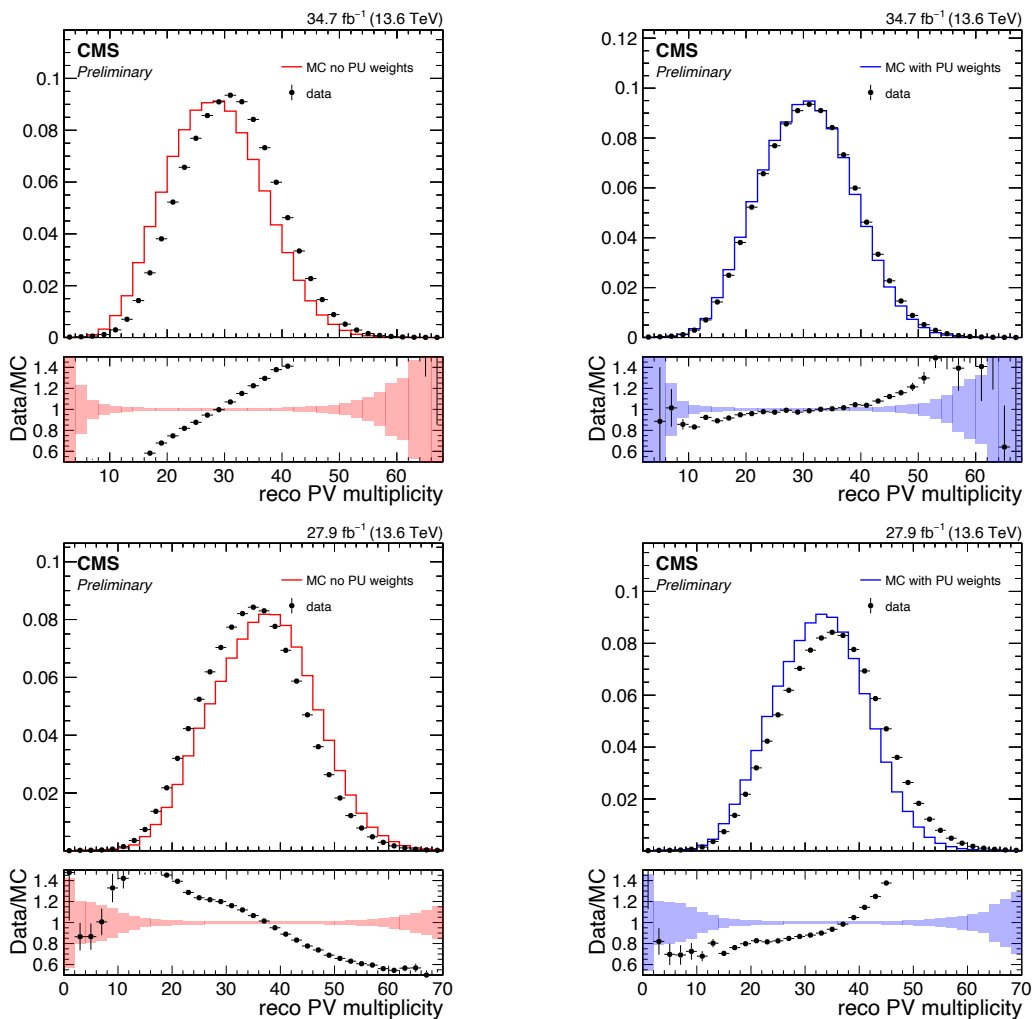 34.7 fb⁻¹ (13.6 TeV)
CMS
Preliminary
MC no PU weights
data
0.1
0.08
0.06
0.04
0.02
0
Data/MC
1.4
1.2
1
0.8
0.6
10 20 30 40 50 60
reco PV multiplicity
34.7 fb⁻¹ (13.6 TeV)
CMS
Preliminary
MC with PU weights
data
0.12
0.1
0.08
0.06
0.04
0.02
0
Data/MC
1.4
1.2
1
0.8
0.6
10 20 30 40 50 60
reco PV multiplicity
27.9 fb⁻¹ (13.6 TeV)
CMS
Preliminary
MC no PU weights
data
0.1
0.08
0.06
0.04
0.02
Data/MC
1.4
1.2
1
0.8
0.6
0 10 20 30 40 50 60 70
reco PV multiplicity
27.9 fb⁻¹ (13.6 TeV)
CMS
Preliminary
MC with PU weights
data
0.1
0.08
0.06
0.04
0.02
Data/MC
1.4
1.2
1
0.8
0.6
0 10 20 30 40 50 60 70
reco PV multiplicity